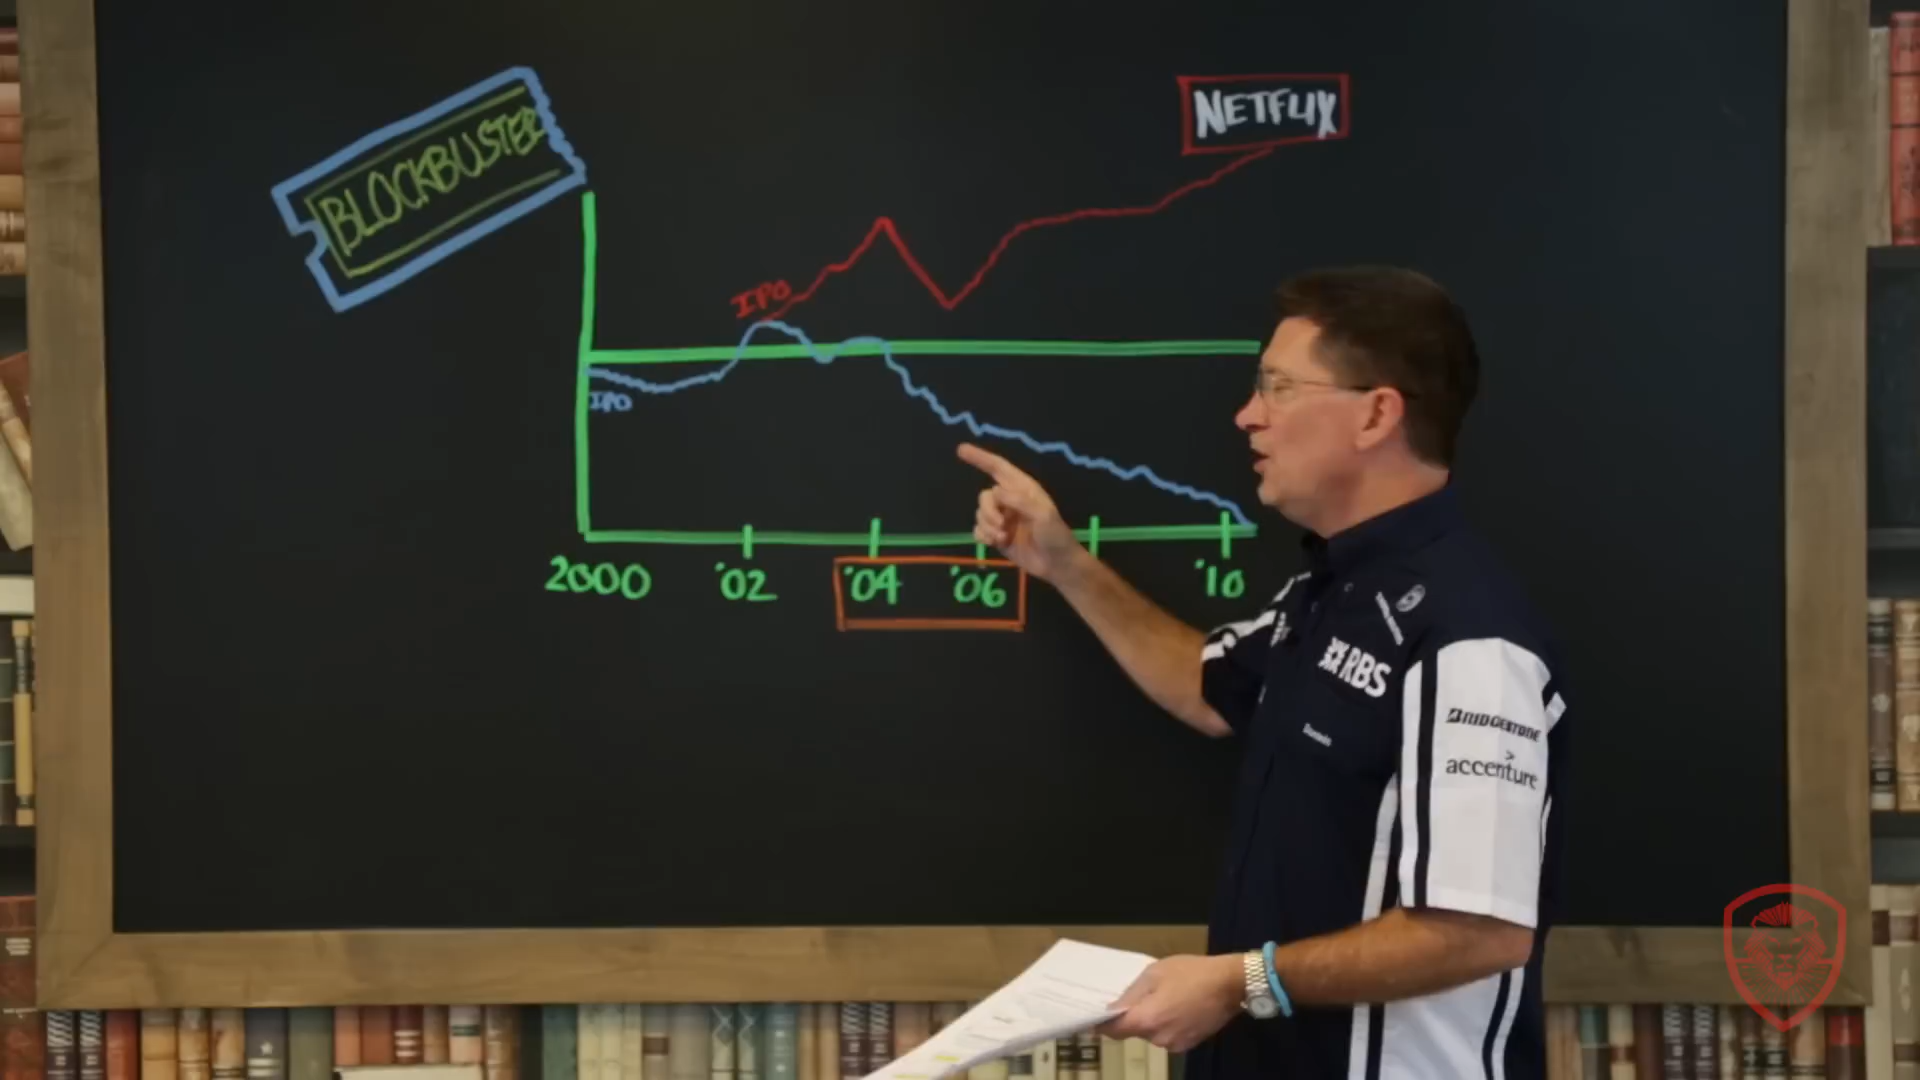 BLOCKBUSTER
NETFLIX
IPO
IPO
2000 '02 '04 '06 '10
RBS
BRIDGESTONE
accenture